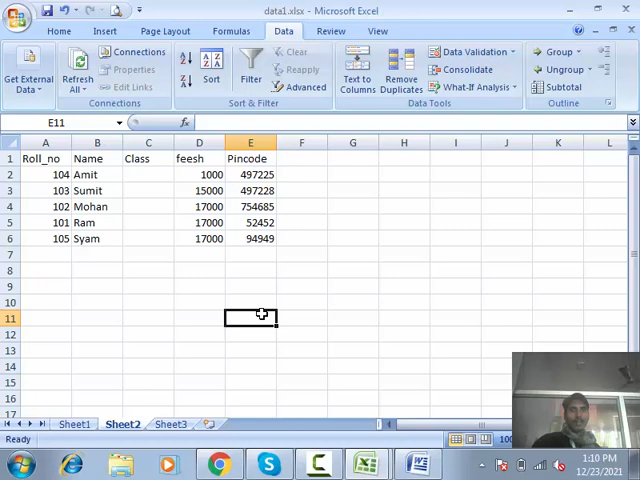 data1.xlsx - Microsoft Excel
Home Insert Page Layout Formulas Data Review View
Get External Data
Refresh All
Connections
Properties
Edit Links
Connections
Sort
Filter
Clear
Reapply
Advanced
Sort & Filter
Text to Columns
Remove Duplicates
Data Validation
Consolidate
What-If Analysis
Data Tools
Group
Ungroup
Subtotal
Outline
E11 fx
A B C D E F G H I J K L
1 Roll_no Name Class feesh Pincode
2 104 Amit 1000 497225
3 103 Sumit 15000 497228
4 102 Mohan 17000 754685
5 101 Ram 17000 52452
6 105 Syam 17000 94949
7
8
9
10
11
12
13
14
15
16
17
Sheet1 Sheet2 Sheet3
Ready
1:10 PM
12/23/2021